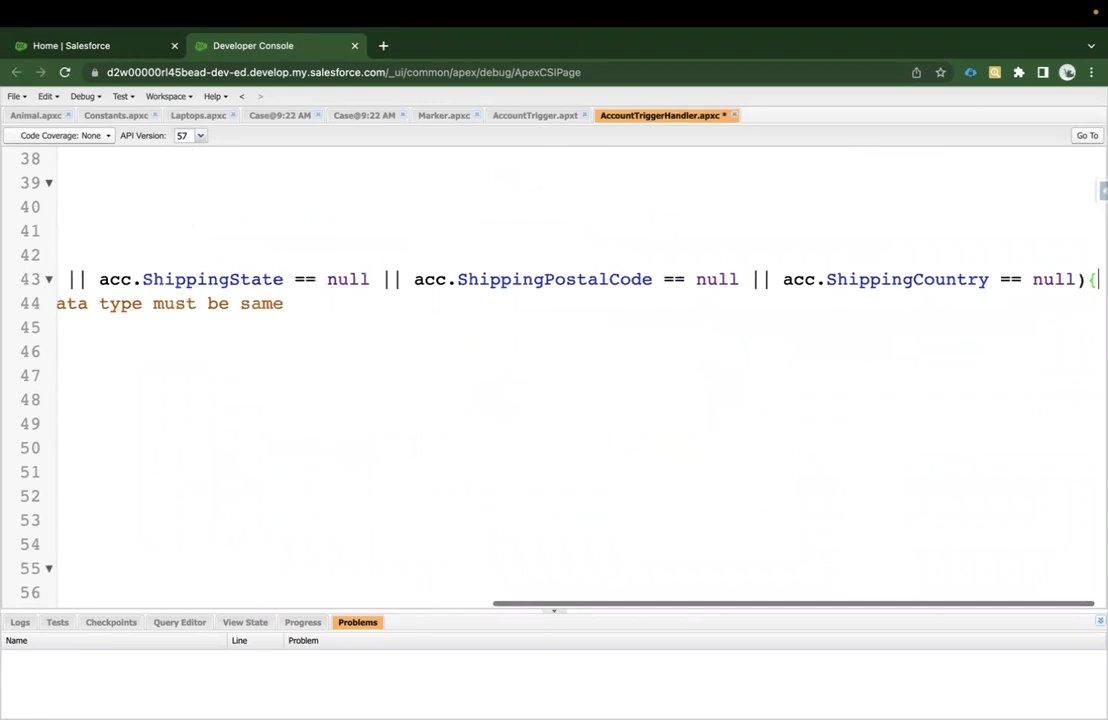 Home | Salesforce
Developer Console
d2w00000rl45bead-dev-ed.develop.my.salesforce.com/_ui/common/apex/debug/ApexCSIPage
File Edit Debug Test Workspace Help < >
Animal.apxc Constants.apxc Laptops.apxc Case@9:22 AM Case@9:22 AM Marker.apxc AccountTrigger.apxt AccountTriggerHandler.apxc *
Code Coverage: None API Version: 57 Go To
38
39
40
41
42
43 || acc.ShippingState == null || acc.ShippingPostalCode == null || acc.ShippingCountry == null){
44 ata type must be same
45
46
47
48
49
50
51
52
53
54
55
56
Logs Tests Checkpoints Query Editor View State Progress Problems
Name Line Problem